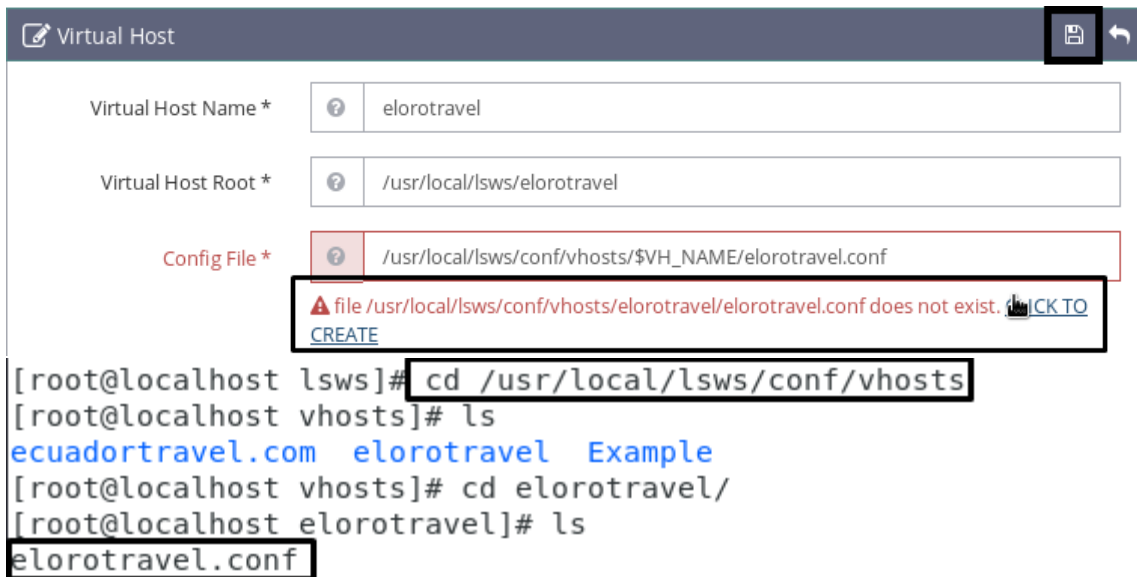 Virtual Host
Virtual Host Name *
elorotravel
Virtual Host Root *
/usr/local/lsws/elorotravel
Config File *
/usr/local/lsws/conf/vhosts/$VH_NAME/elorotravel.conf
file /usr/local/lsws/conf/vhosts/elorotravel/elorotravel.conf does not exist. CK TO
CREATE
[root@localhost lsws]# cd /usr/local/lsws/conf/vhosts
[root@localhost vhosts]# ls
ecuadortravel.com elorotravel Example
[root@localhost vhosts]# cd elorotravel/
[root@localhost elorotravel]# ls
elorotravel.conf